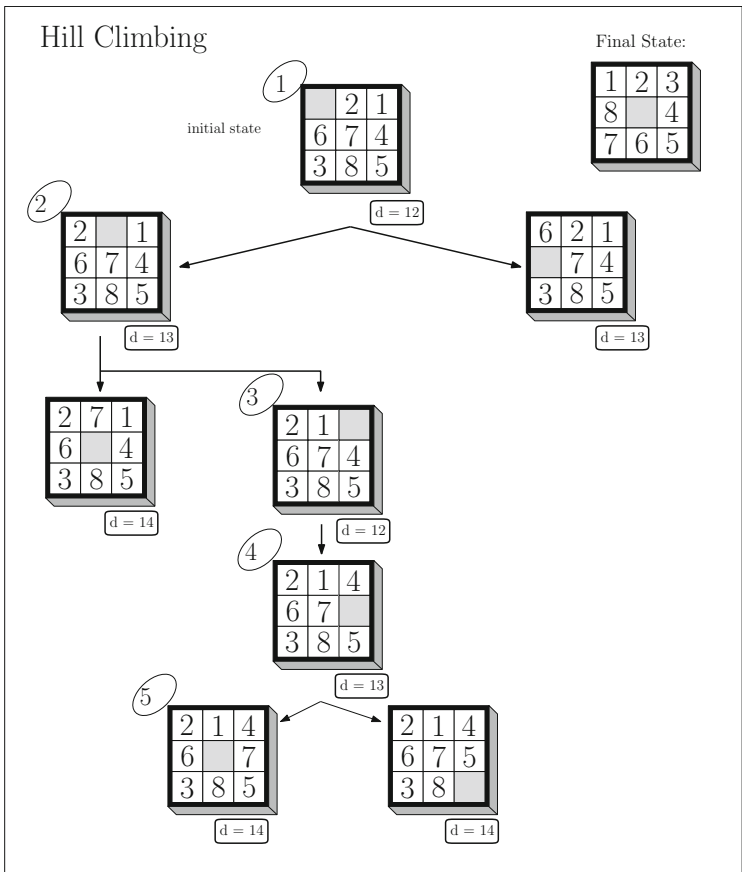 Hill Climbing
Final State:
1
1 2 3
2 1
8 4
initial state
6 7 4
7 6 5
3 8 5
2
d = 12
2 1
6 2 1
6 7 4
7 4
3 8 5
3 8 5
d = 13
d = 13
3
2 7 1
2 1
6 4
6 7 4
3 8 5
3 8 5
d = 14
d = 12
4
2 1 4
6 7
3 8 5
d = 13
5
2 1 4
2 1 4
6 7
6 7 5
3 8 5
3 8
d = 14
d = 14